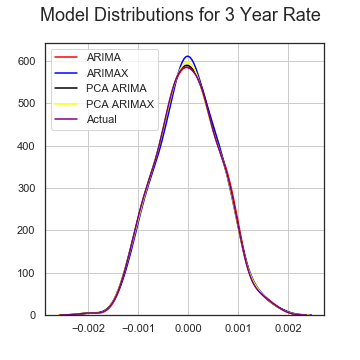 Model Distributions for 3 Year Rate
600
500
400
300
200
100
0
ARIMA
ARIMAX
PCA ARIMA
PCA ARIMAX
Actual
−0.002
−0.001
0.000
0.001
0.002